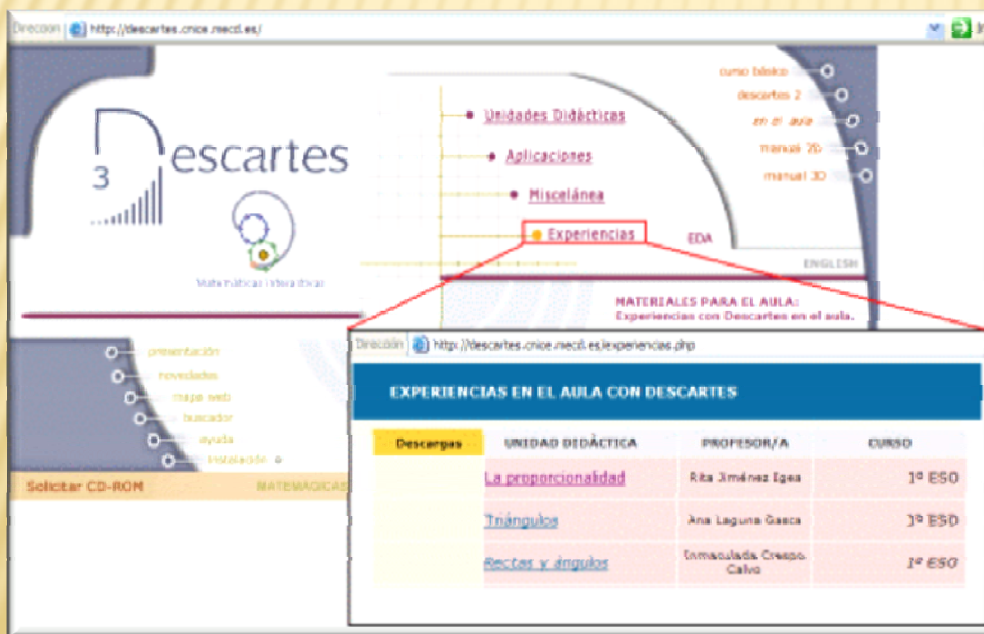 Dirección http://descartes.cnice.mecd.es/
Descartes
3
Matemáticas interactivas
Unidades Didácticas
Aplicaciones
Miscelánea
Experiencias
EDA
curso básico
descartes 2
en el aula
manual 2D
manual 3D
ENGLISH
MATERIALES PARA EL AULA:
Experiencias con Descartes en el aula.
presentación
novedades
mapa web
buscador
ayuda
instalación
Solicitar CD-ROM
MATEMÁGICAS
Dirección http://descartes.cnice.mecd.es/experiencias.php
EXPERIENCIAS EN EL AULA CON DESCARTES
Descargas UNIDAD DIDÁCTICA PROFESOR/A CURSO
La proporcionalidad Rita Jiménez Igea 1º ESO
Triángulos Ana Laguna Gasca 1º ESO
Rectas y ángulos Inmaculada Crespo Calvo 1º ESO